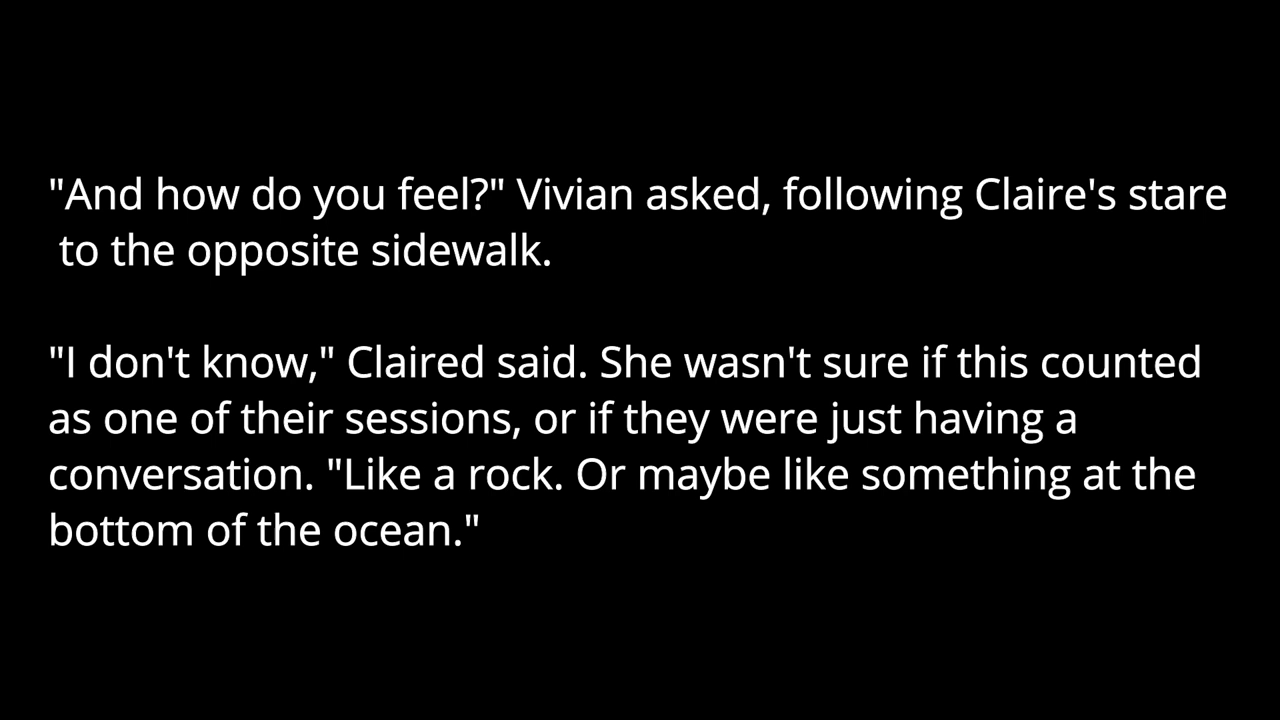 "And how do you feel?" Vivian asked, following Claire's stare
to the opposite sidewalk.
"I don't know," Claired said. She wasn't sure if this counted
as one of their sessions, or if they were just having a
conversation. "Like a rock. Or maybe like something at the
bottom of the ocean."